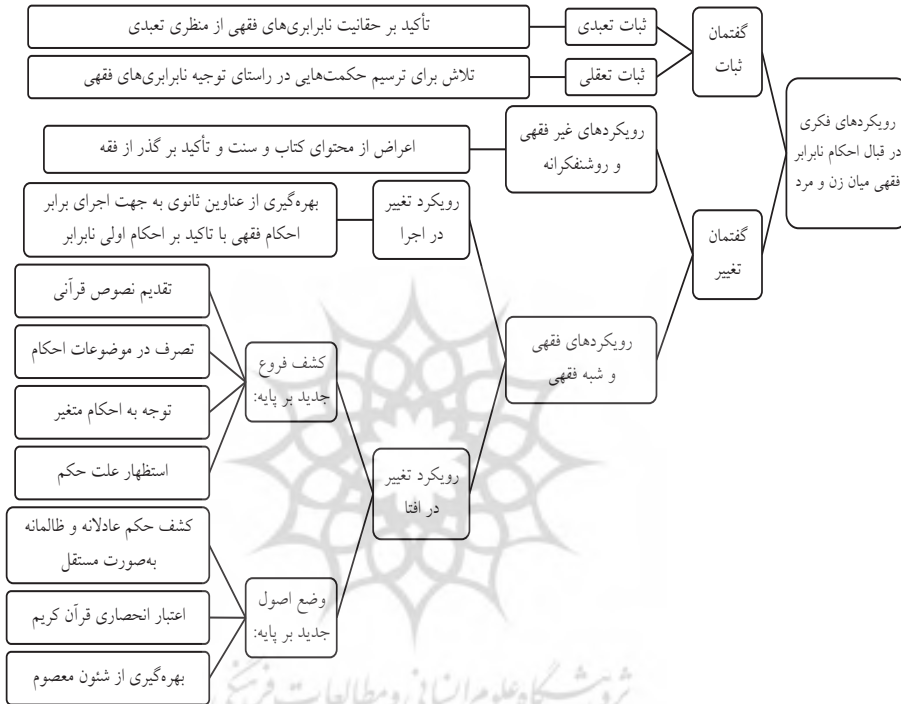 رویکردهای فکری
در قبال احکام نابرابر
فقهی میان زن و مرد
گفتمان
ثبات
ثبات تعبدی
تأکید بر حقانیت نابرابری‌های فقهی از منظری تعبدی
ثبات تعقلی
تلاش برای ترسیم حکمت‌هایی در راستای توجیه نابرابری‌های فقهی
گفتمان
تغییر
رویکردهای غیر فقهی
و روشنفکرانه
اعراض از محتوای کتاب و سنت و تأکید بر گذر از فقه
رویکردهای فقهی
و شبه فقهی
رویکرد تغییر
در اجرا
بهره‌گیری از عناوین ثانوی به جهت اجرای برابر
احکام فقهی با تاکید بر احکام اولی نابرابر
رویکرد تغییر
در افتا
کشف فروع
جدید بر پایه:
تقدیم نصوص قرآنی
تصرف در موضوعات احکام
توجه به احکام متغیر
استظهار علت حکم
وضع اصول
جدید بر پایه:
کشف حکم عادلانه و ظالمانه
به‌صورت مستقل
اعتبار انحصاری قرآن کریم
بهره‌گیری از شئون معصوم
پژوهشگاه علوم انسانی و مطالعات فرهنگی